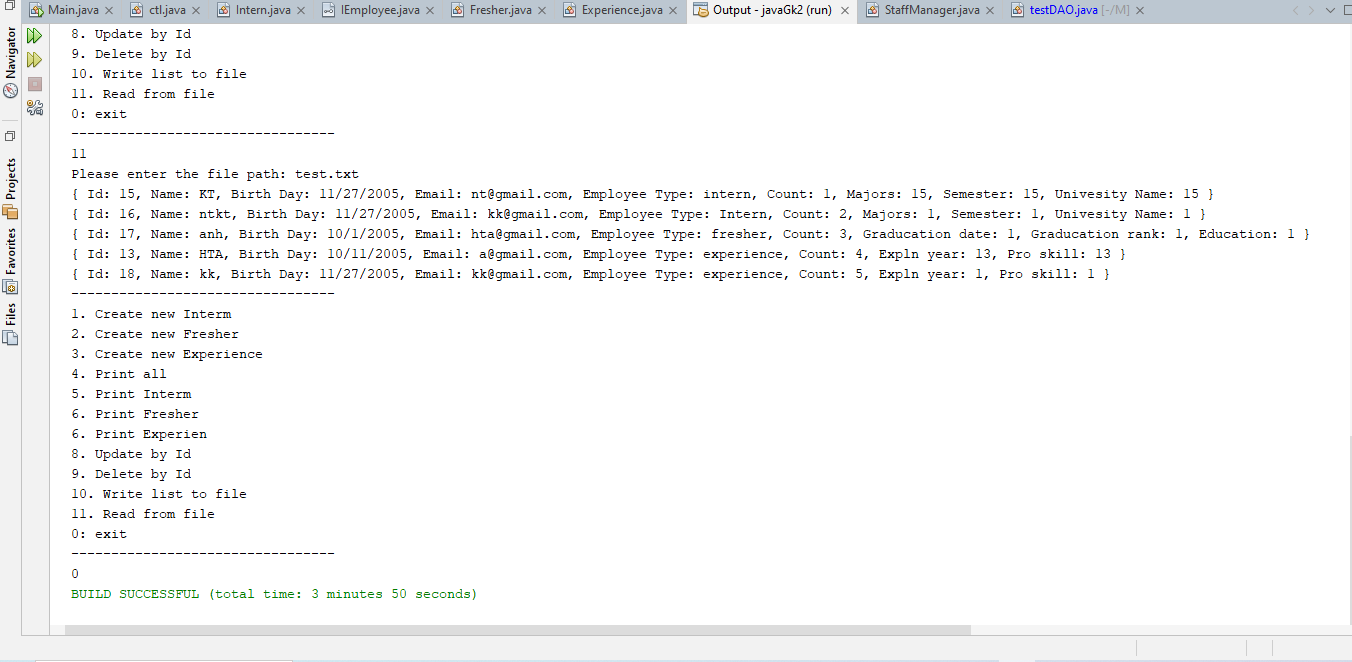 Main.java
ctl.java
Intern.java
IEmployee.java
Fresher.java
Experience.java
Output - javaGk2 (run)
StaffManager.java
testDAO.java [-/M]
Navigator
Projects
Favorites
Files
8. Update by Id
9. Delete by Id
10. Write list to file
11. Read from file
0: exit
---------------------------------
11
Please enter the file path: test.txt
{ Id: 15, Name: KT, Birth Day: 11/27/2005, Email: nt@gmail.com, Employee Type: intern, Count: 1, Majors: 15, Semester: 15, Univesity Name: 15 }
{ Id: 16, Name: ntkt, Birth Day: 11/27/2005, Email: kk@gmail.com, Employee Type: Intern, Count: 2, Majors: 1, Semester: 1, Univesity Name: 1 }
{ Id: 17, Name: anh, Birth Day: 10/1/2005, Email: hta@gmail.com, Employee Type: fresher, Count: 3, Graducation date: 1, Graducation rank: 1, Education: 1 }
{ Id: 13, Name: HTA, Birth Day: 10/11/2005, Email: a@gmail.com, Employee Type: experience, Count: 4, Expln year: 13, Pro skill: 13 }
{ Id: 18, Name: kk, Birth Day: 11/27/2005, Email: kk@gmail.com, Employee Type: experience, Count: 5, Expln year: 1, Pro skill: 1 }
---------------------------------
1. Create new Interm
2. Create new Fresher
3. Create new Experience
4. Print all
5. Print Interm
6. Print Fresher
6. Print Experien
8. Update by Id
9. Delete by Id
10. Write list to file
11. Read from file
0: exit
---------------------------------
0
BUILD SUCCESSFUL (total time: 3 minutes 50 seconds)